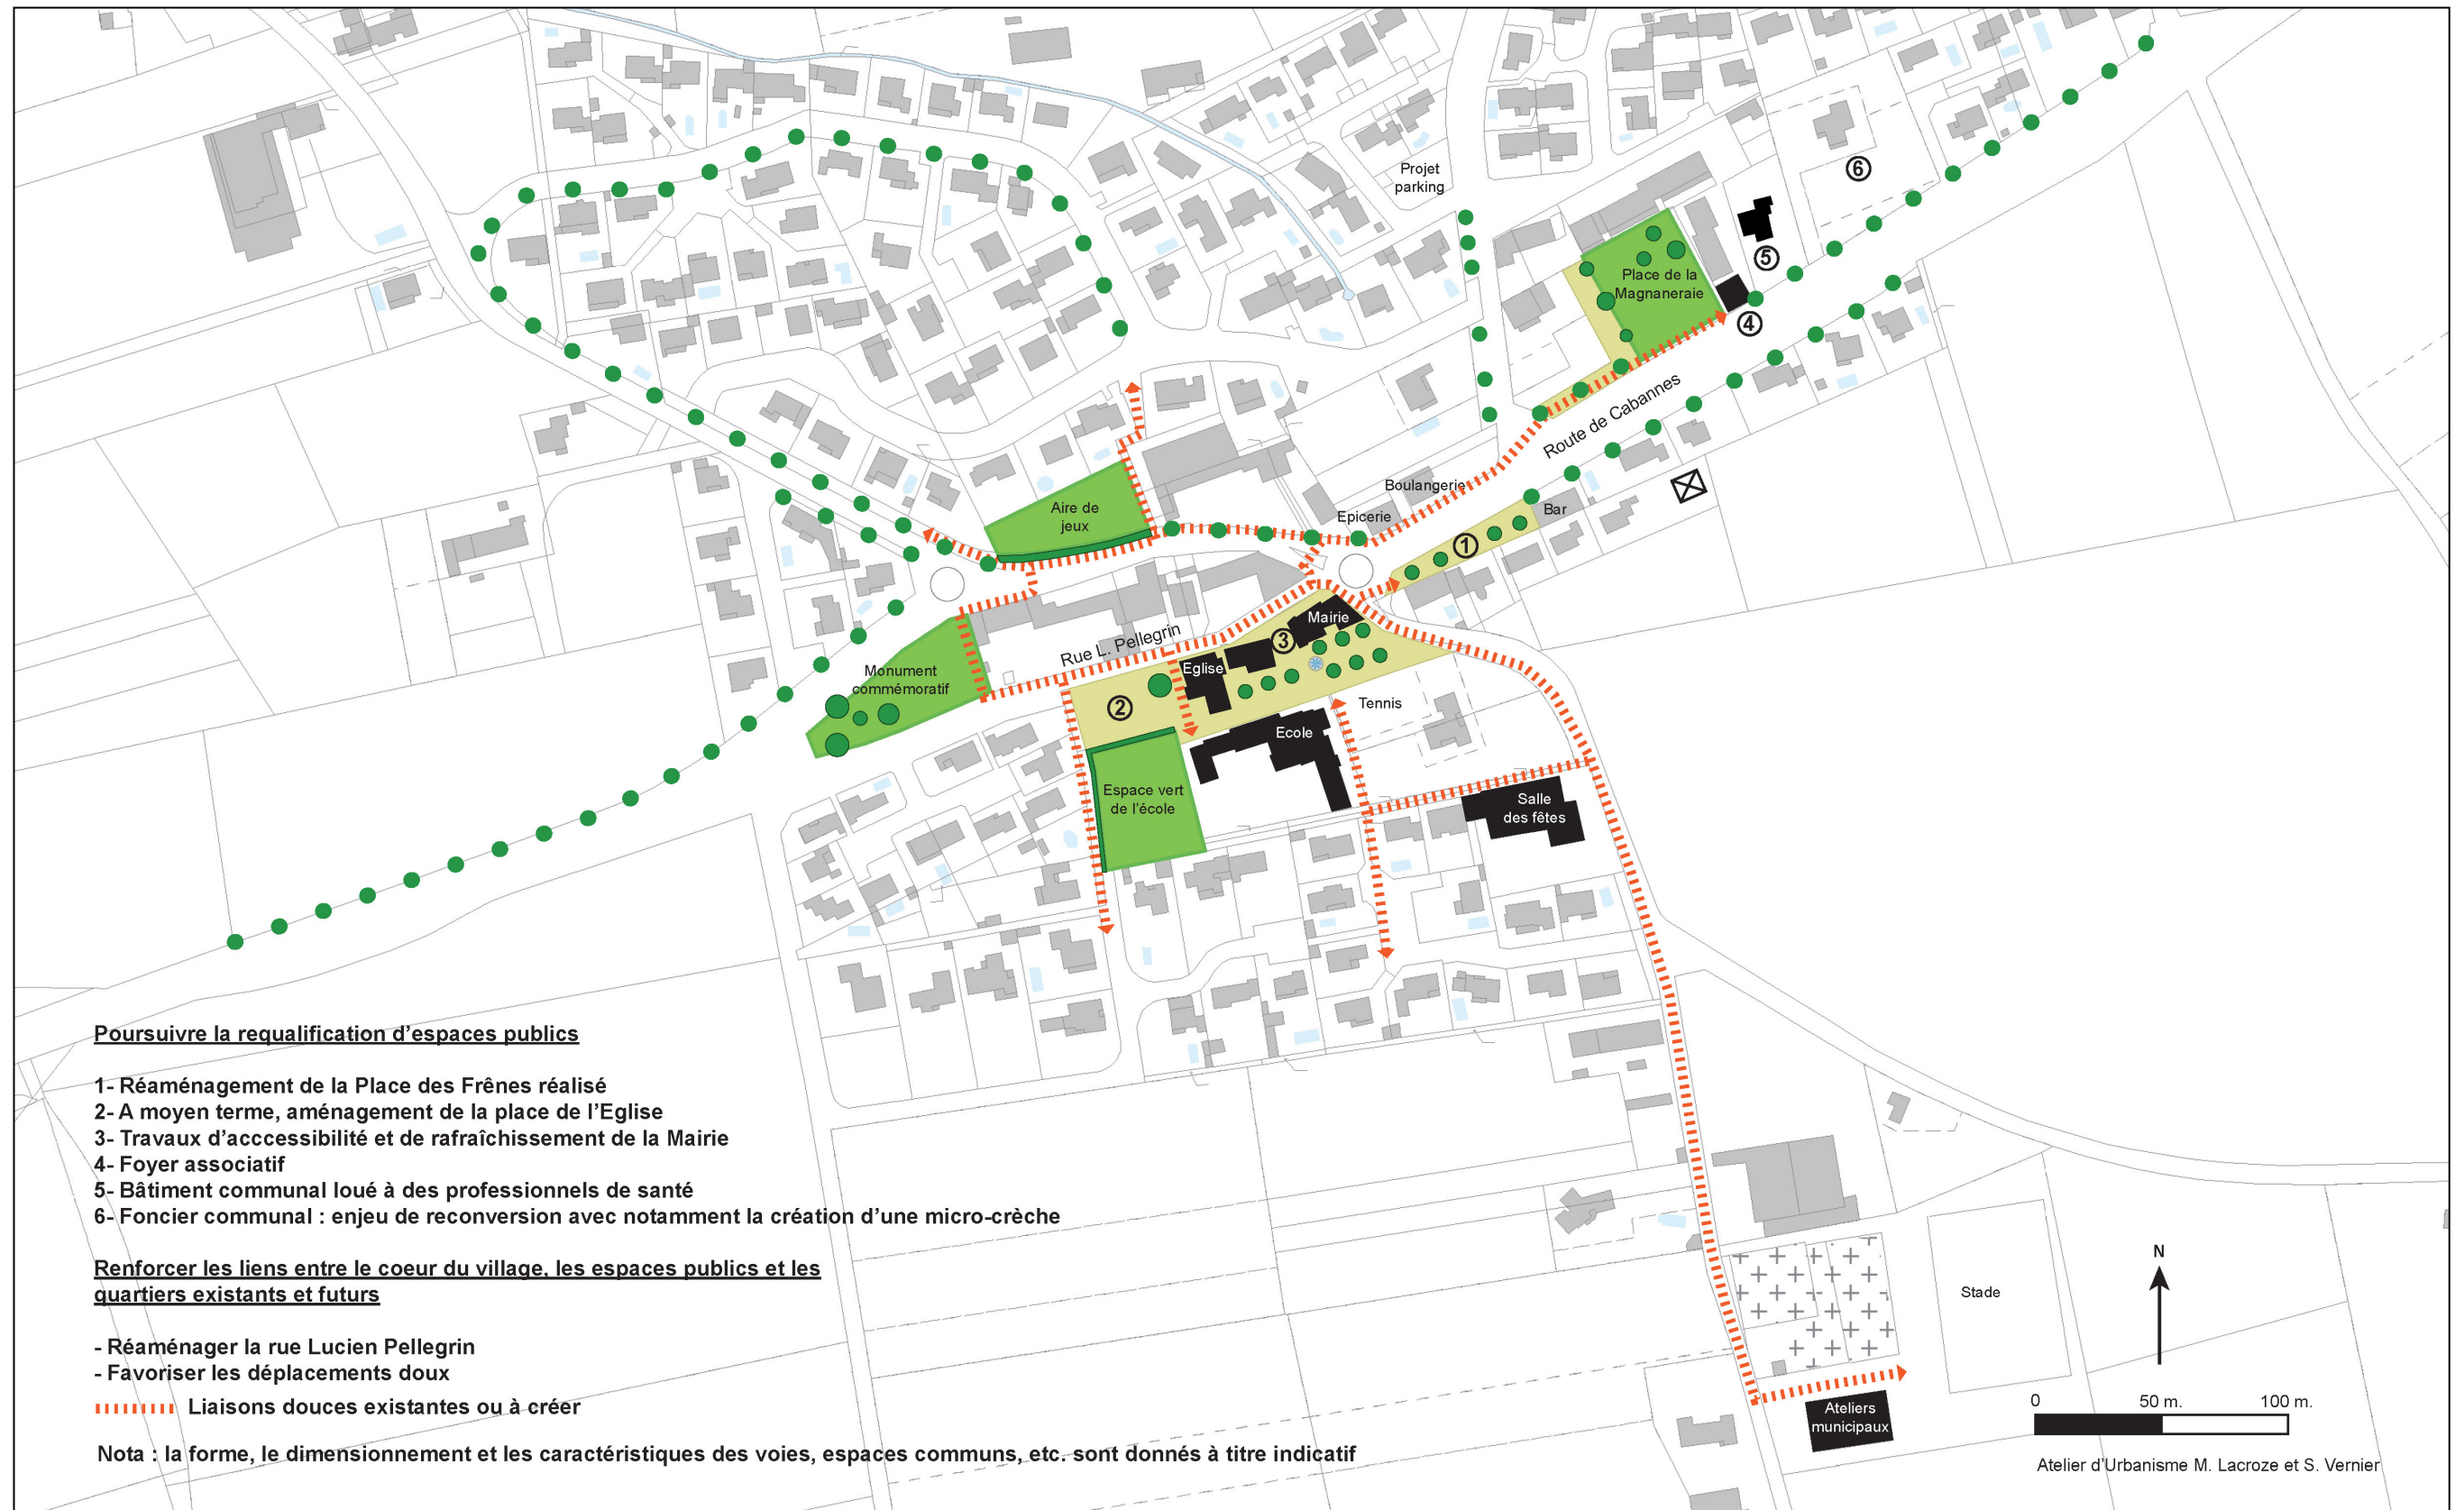 Projet
parking
6
5
Place de la
Magnaneraie
4
Route de Cabannes
Boulangerie
Epicerie
Bar
1
Aire de
jeux
Mairie
3
Rue L. Pellegrin
Eglise
Monument
commémoratif
2
Tennis
Ecole
Espace vert
de l'école
Salle
des fêtes
Poursuivre la requalification d'espaces publics
1- Réaménagement de la Place des Frênes réalisé
2- A moyen terme, aménagement de la place de l'Eglise
3- Travaux d'acccessibilité et de rafraîchissement de la Mairie
4- Foyer associatif
5- Bâtiment communal loué à des professionnels de santé
6- Foncier communal : enjeu de reconversion avec notamment la création d'une micro-crèche
Renforcer les liens entre le coeur du village, les espaces publics et les
quartiers existants et futurs
- Réaménager la rue Lucien Pellegrin
- Favoriser les déplacements doux
Liaisons douces existantes ou à créer
Nota : la forme, le dimensionnement et les caractéristiques des voies, espaces communs, etc. sont donnés à titre indicatif
N
Stade
Ateliers
municipaux
0 50 m. 100 m.
Atelier d'Urbanisme M. Lacroze et S. Vernier